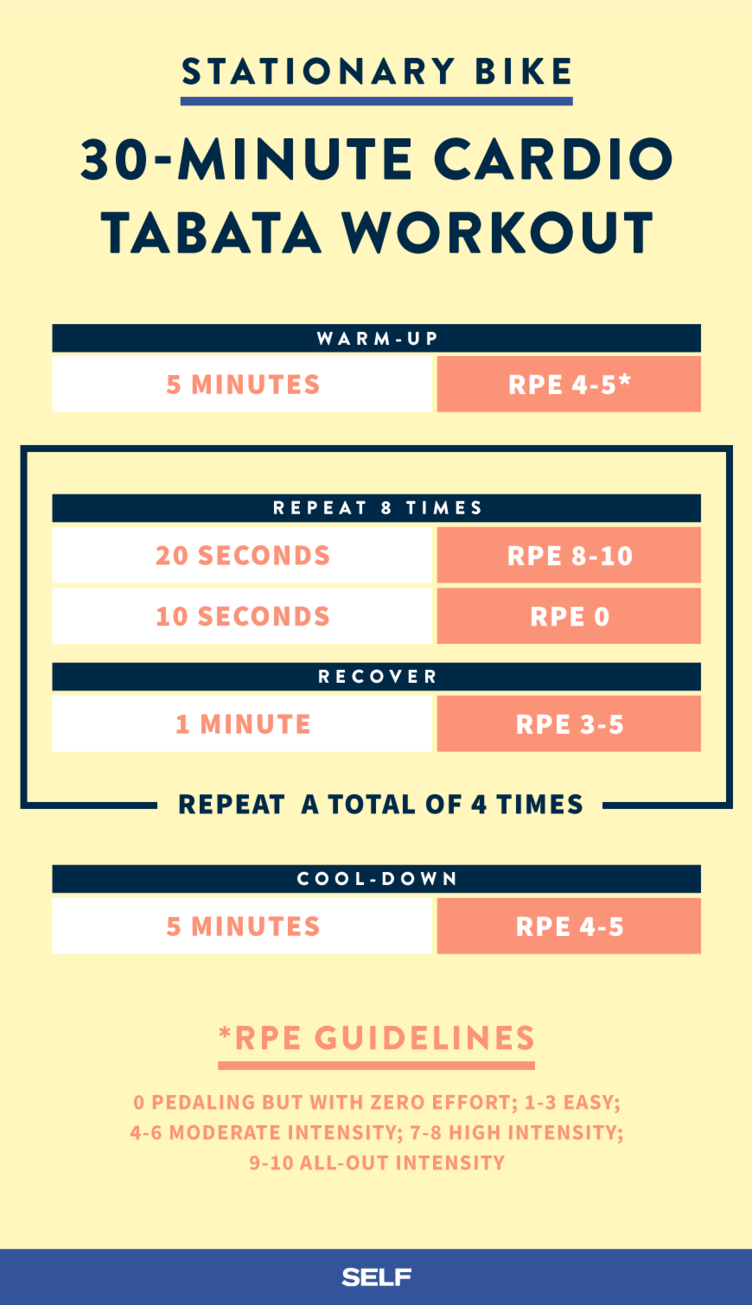 STATIONARY BIKE
30-MINUTE CARDIO
TABATA WORKOUT
WARM-UP
5 MINUTES RPE 4-5*
REPEAT 8 TIMES
20 SECONDS RPE 8-10
10 SECONDS RPE 0
RECOVER
1 MINUTE RPE 3-5
REPEAT A TOTAL OF 4 TIMES
COOL-DOWN
5 MINUTES RPE 4-5
*RPE GUIDELINES
0 PEDALING BUT WITH ZERO EFFORT; 1-3 EASY;
4-6 MODERATE INTENSITY; 7-8 HIGH INTENSITY;
9-10 ALL-OUT INTENSITY
SELF